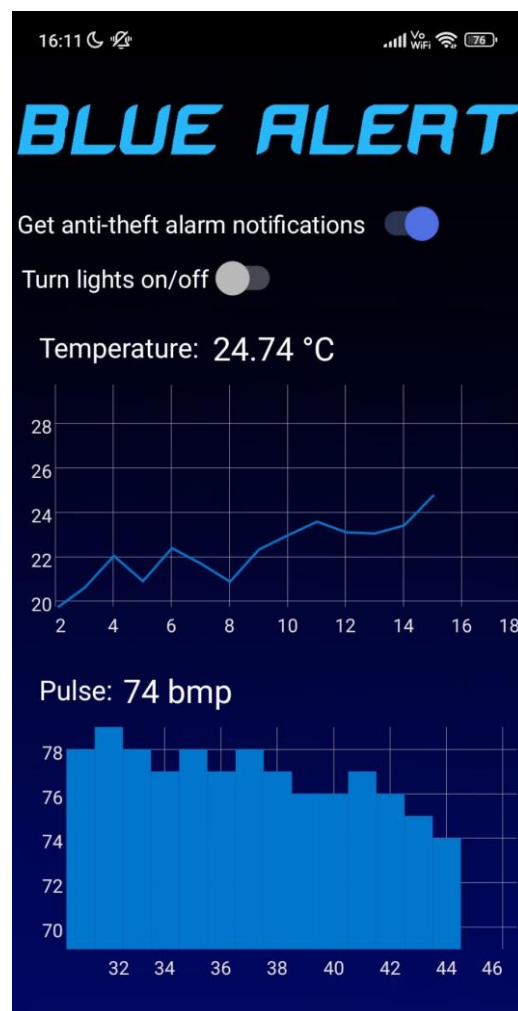 16:11 Vo WiFi 76
BLUE ALERT
Get anti-theft alarm notifications
Turn lights on/off
Temperature: 24.74 °C
28
26
24
22
20
2 4 6 8 10 12 14 16 18
Pulse: 74 bmp
78
76
74
72
70
32 34 36 38 40 42 44 46